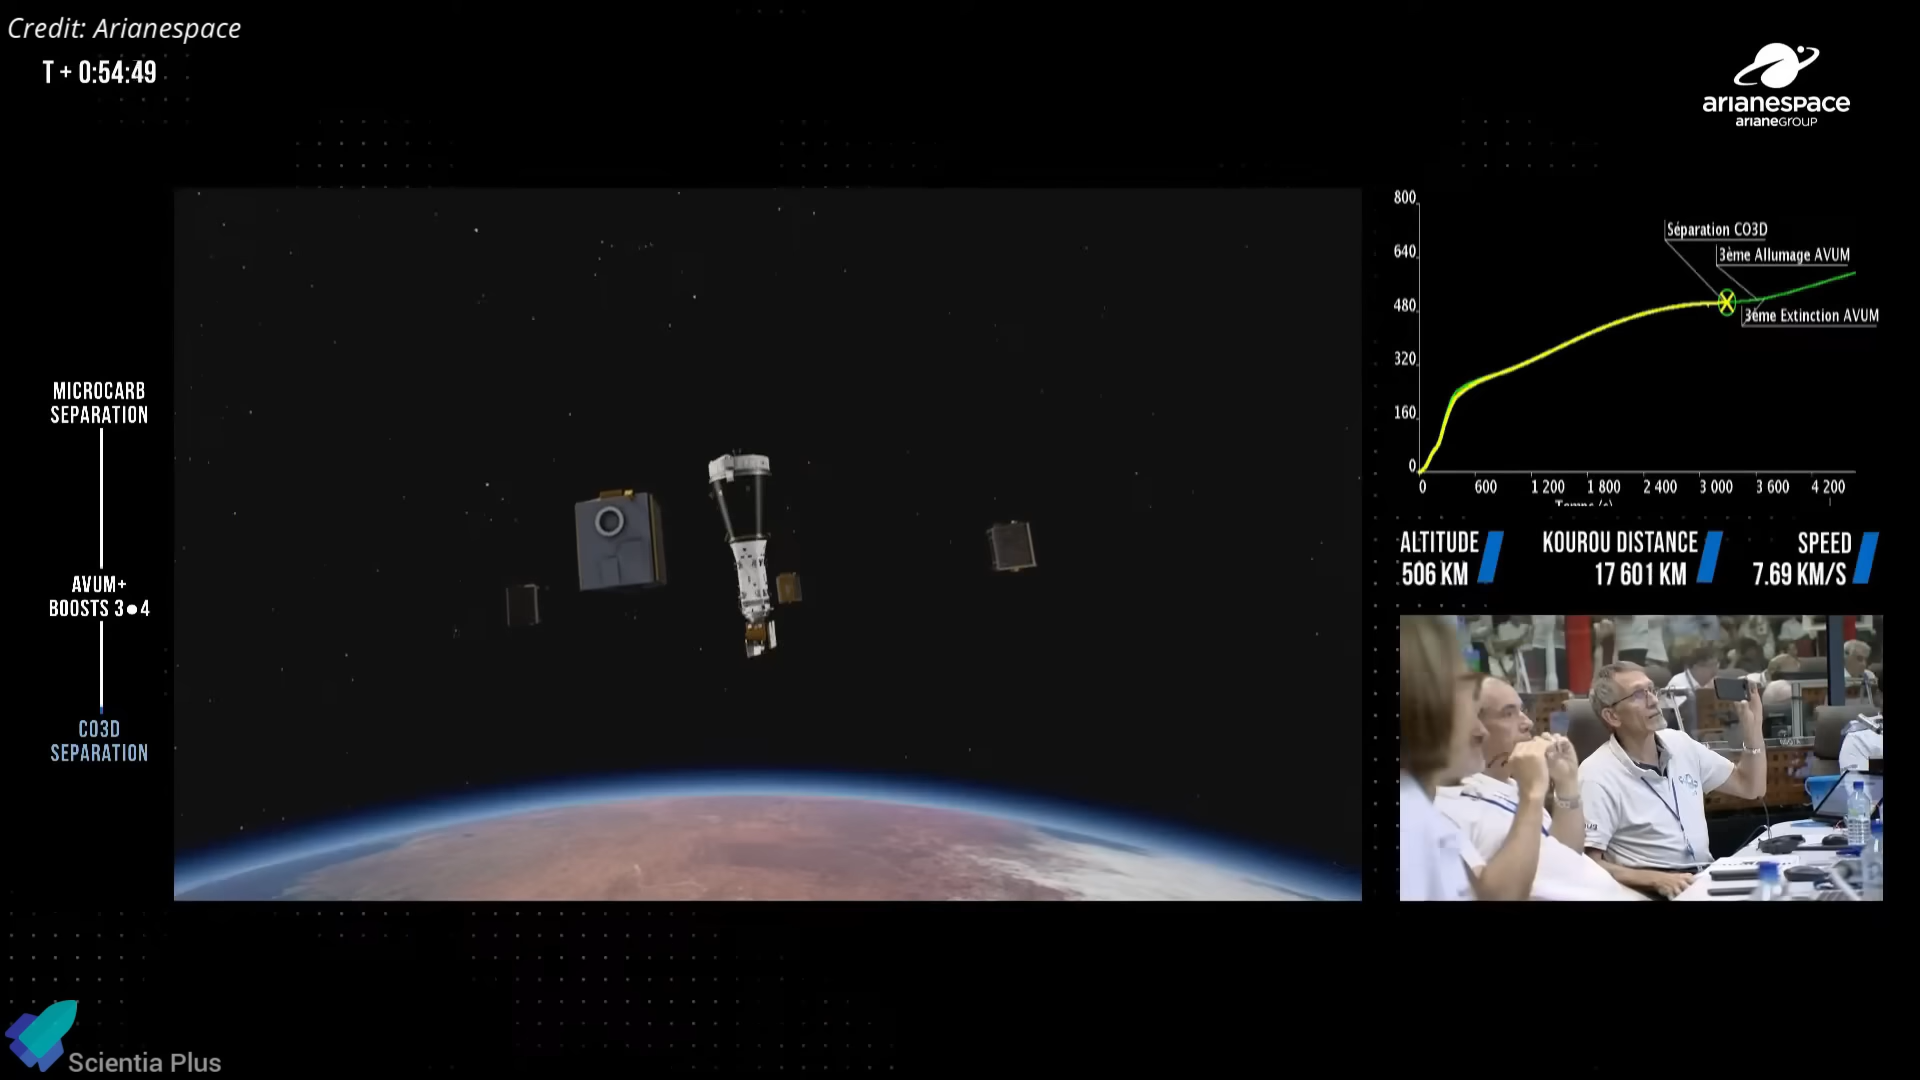 Credit: Arianespace
T + 0:54:49
arianespace
arianeGROUP
MICROCARB
SEPARATION
AVUM+
BOOSTS 3●4
CO3D
SEPARATION
800
640
480
320
160
0
Séparation CO3D
3ème Allumage AVUM
3ème Extinction AVUM
0 600 1 200 1 800 2 400 3 000 3 600 4 200
ALTITUDE
506 KM
KOUROU DISTANCE
17 601 KM
SPEED
7.69 KM/S
Scientia Plus